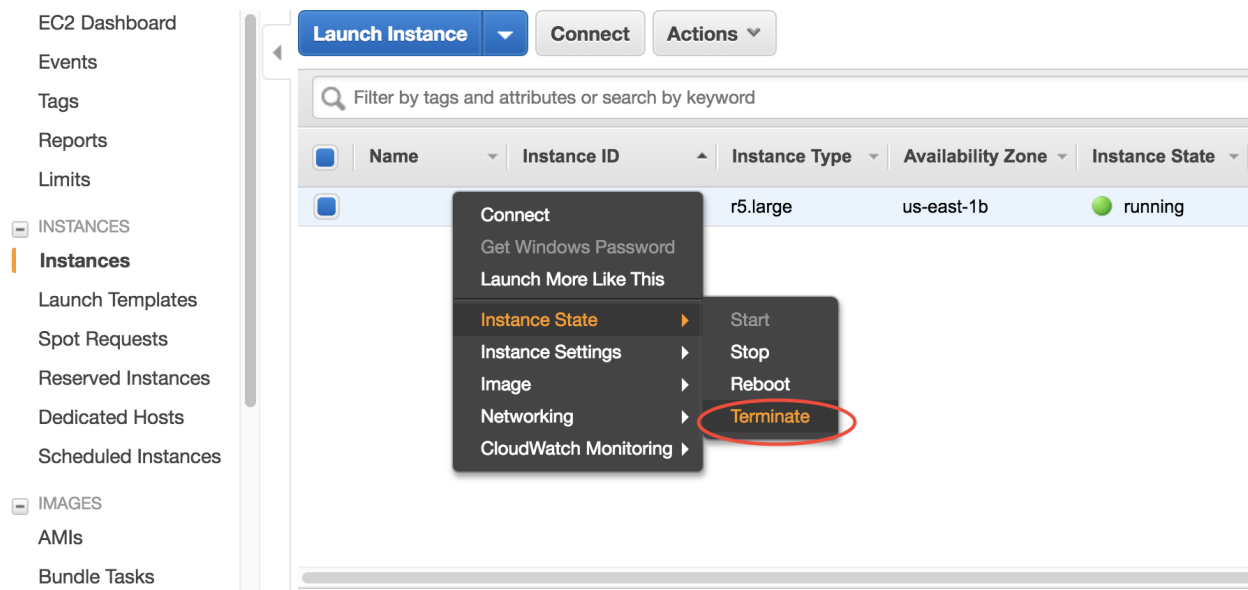 EC2 Dashboard
Events
Tags
Reports
Limits
INSTANCES
Instances
Launch Templates
Spot Requests
Reserved Instances
Dedicated Hosts
Scheduled Instances
IMAGES
AMIs
Bundle Tasks
Launch Instance Connect Actions
Filter by tags and attributes or search by keyword
Name Instance ID Instance Type Availability Zone Instance State
r5.large us-east-1b running
Connect
Get Windows Password
Launch More Like This
Instance State
Instance Settings
Image
Networking
CloudWatch Monitoring
Start
Stop
Reboot
Terminate